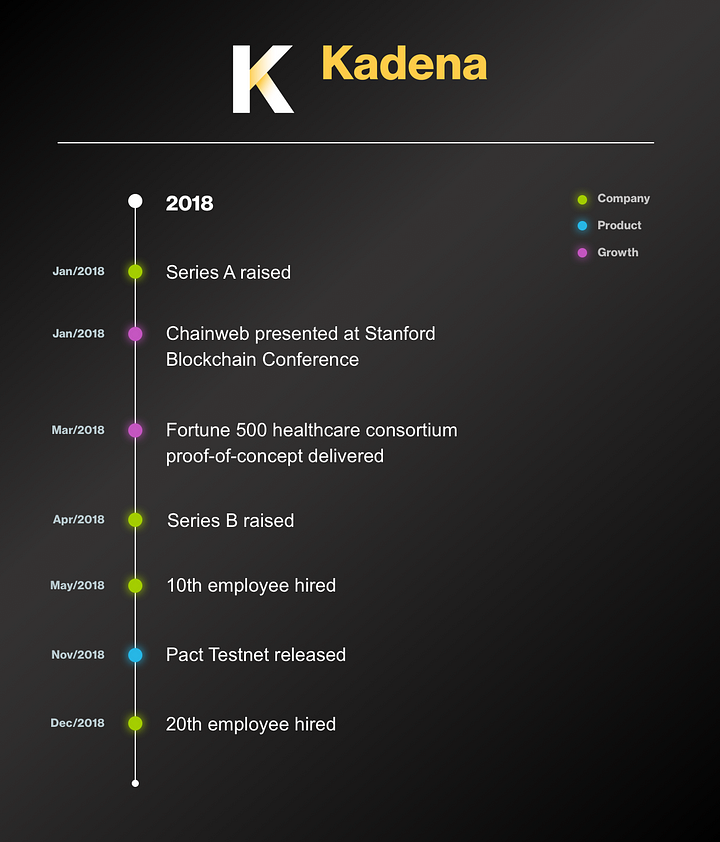 Kadena
2018
Company
Product
Growth
Jan/2018 Series A raised
Jan/2018 Chainweb presented at Stanford
Blockchain Conference
Mar/2018 Fortune 500 healthcare consortium
proof-of-concept delivered
Apr/2018 Series B raised
May/2018 10th employee hired
Nov/2018 Pact Testnet released
Dec/2018 20th employee hired